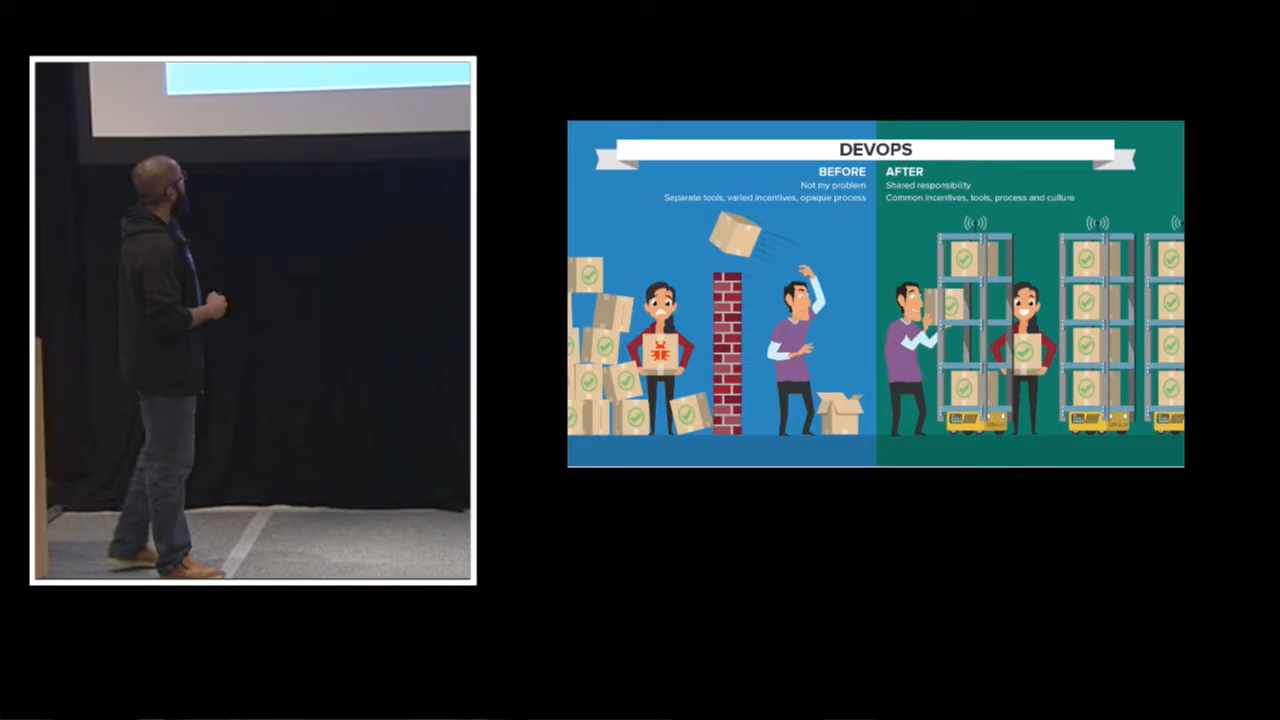 DEVOPS
BEFORE
Not my problem
Separate tools, varied incentives, opaque process
AFTER
Shared responsibility
Common incentives, tools, process and culture